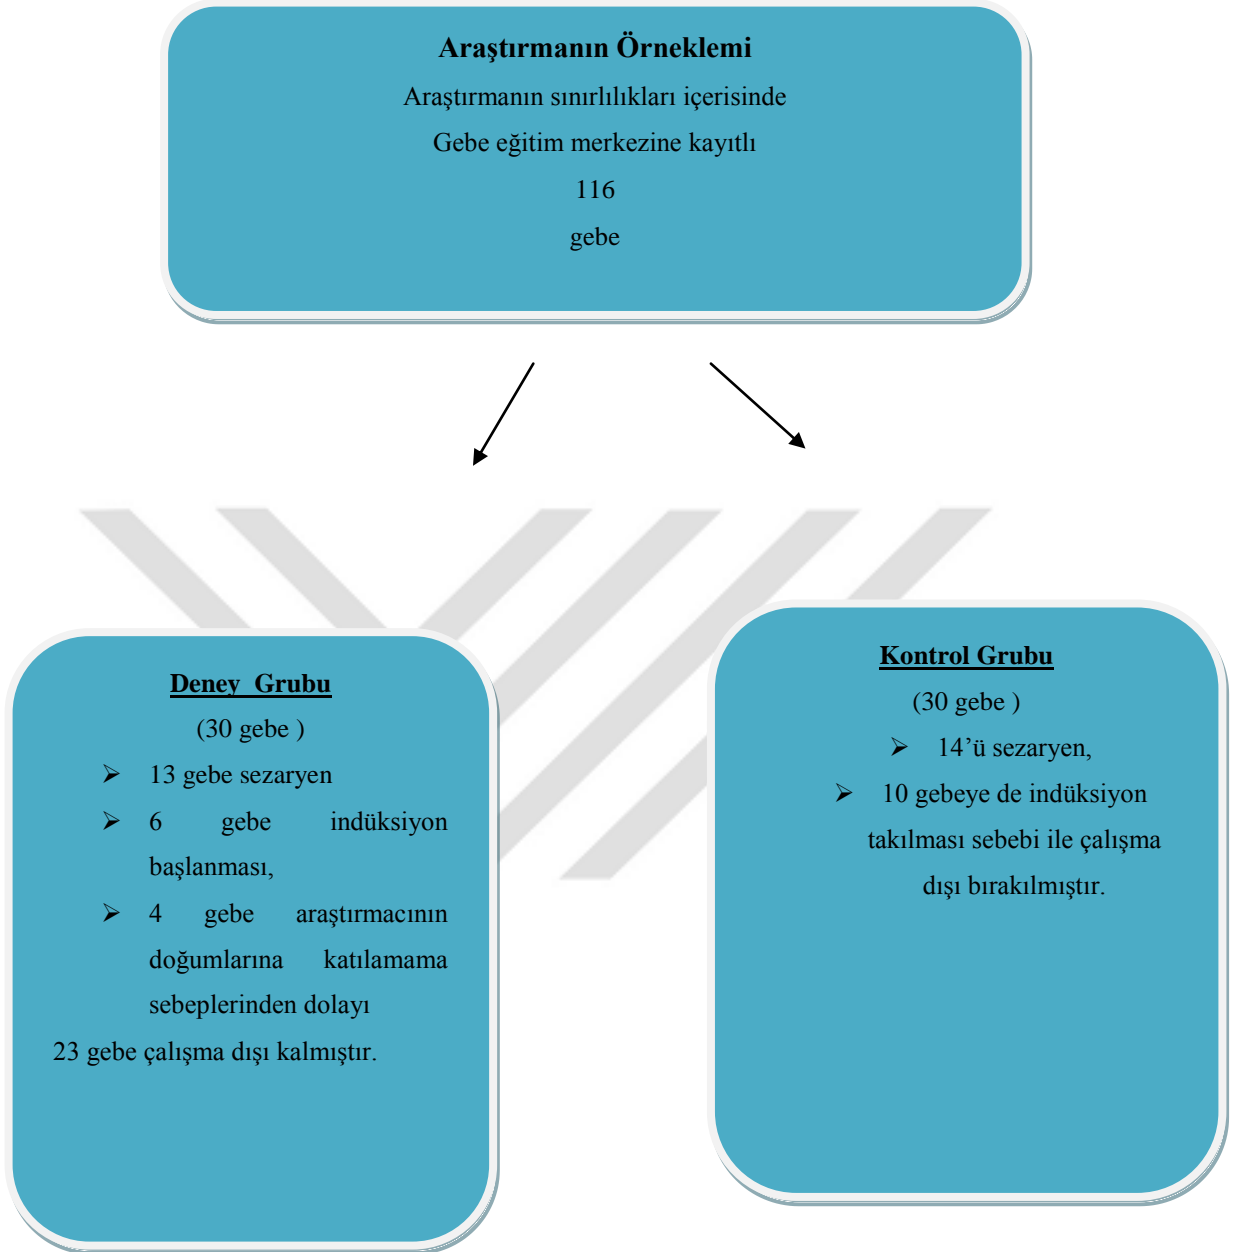 Araştırmanın Örneklemi
Araştırmanın sınırlılıkları içerisinde
Gebe eğitim merkezine kayıtlı
116
gebe
Deney Grubu
(30 gebe )
➢ 13 gebe sezaryen
➢ 6 gebe indüksiyon
başlanması,
➢ 4 gebe araştırmacının
doğumlarına katılamama
sebeplerinden dolayı
23 gebe çalışma dışı kalmıştır.
Kontrol Grubu
(30 gebe )
➢ 14’ü sezaryen,
➢ 10 gebeye de indüksiyon
takılması sebebi ile çalışma
dışı bırakılmıştır.